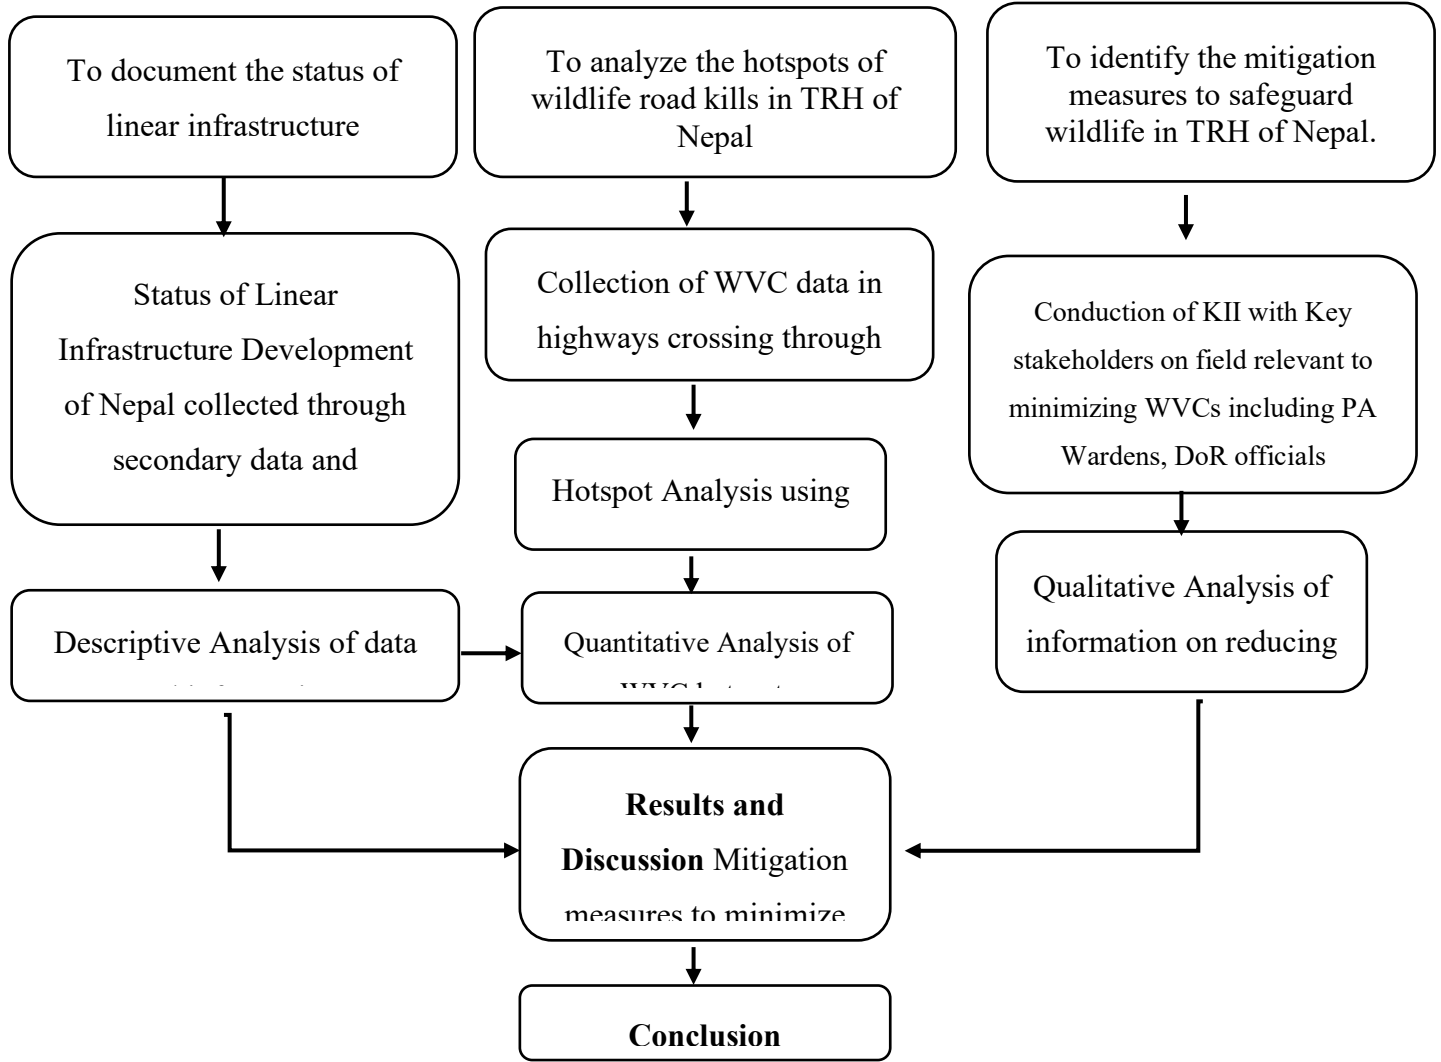 To document the status of
linear infrastructure
To analyze the hotspots of
wildlife road kills in TRH of
Nepal
To identify the mitigation
measures to safeguard
wildlife in TRH of Nepal.
Status of Linear
Infrastructure Development
of Nepal collected through
secondary data and
Collection of WVC data in
highways crossing through
Conduction of KII with Key
stakeholders on field relevant to
minimizing WVCs including PA
Wardens, DoR officials
Hotspot Analysis using
Qualitative Analysis of
information on reducing
Descriptive Analysis of data
Quantitative Analysis of
Results and
Discussion Mitigation
measures to minimize
Conclusion